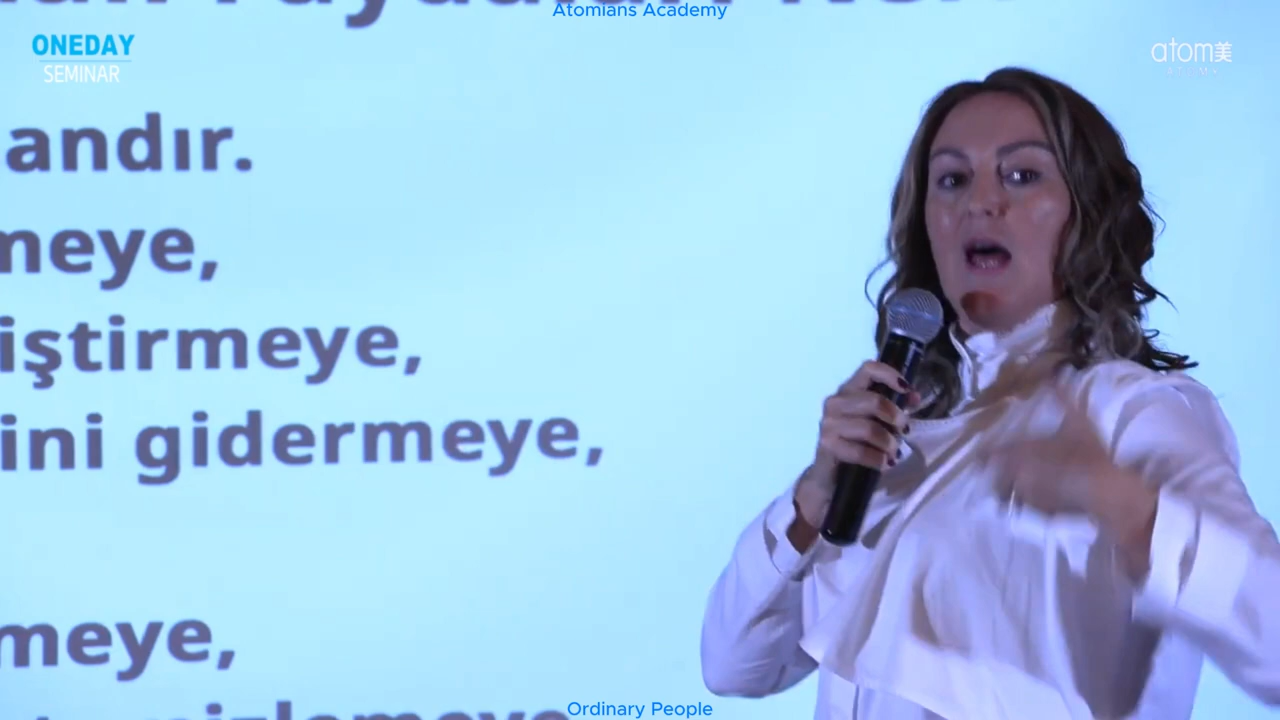 Atomians Academy
ONEDAY
SEMINAR
atom美
andır.
meye,
iştirmeye,
ini gidermeye,
meye,
Ordinary People